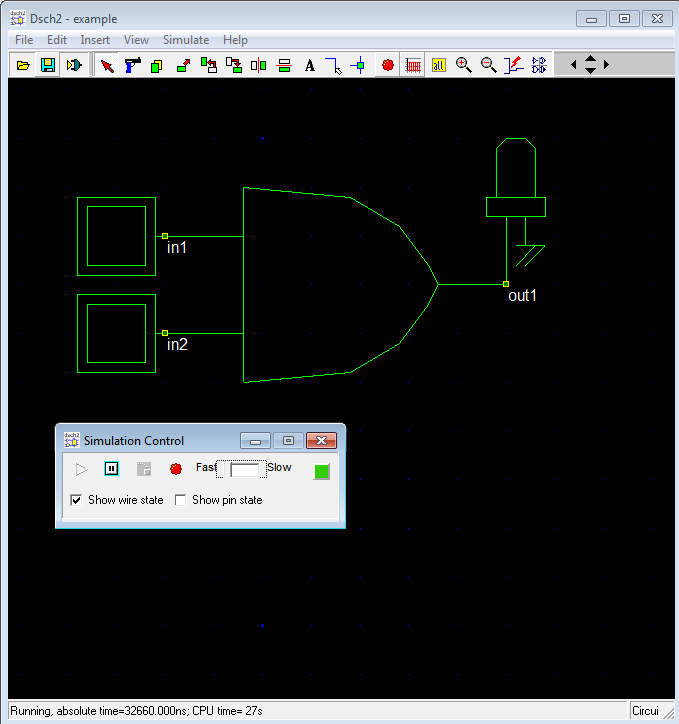 Dsch2 - example
File Edit Insert View Simulate Help
A
all
in1
in2
out1
Simulation Control
Fast Slow
Show wire state Show pin state
Running, absolute time=32660.000ns; CPU time= 27s Circui